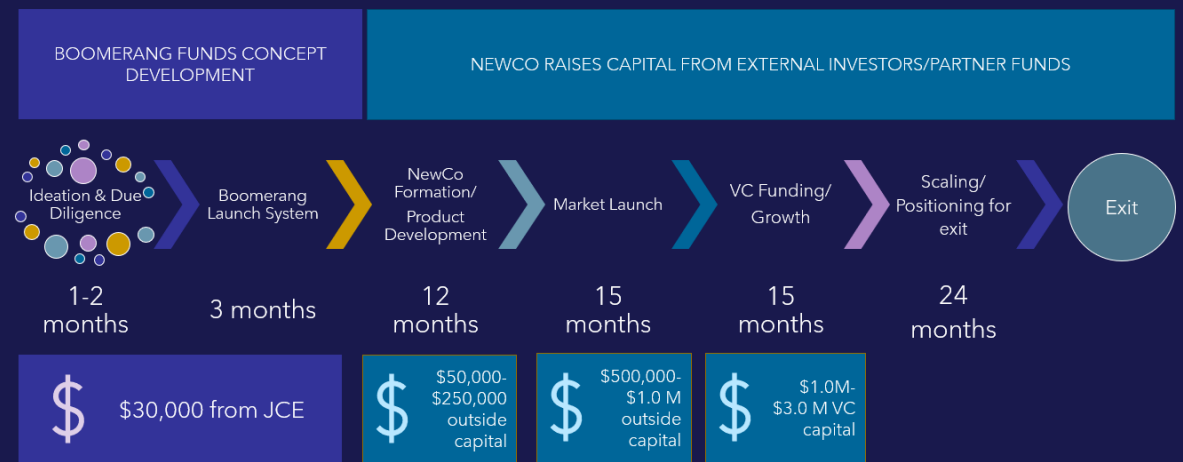 BOOMERANG FUNDS CONCEPT
DEVELOPMENT
NEWCO RAISES CAPITAL FROM EXTERNAL INVESTORS/PARTNER FUNDS
Ideation & Due
Diligence
Boomerang
Launch System
NewCo
Formation/
Product
Development
Market Launch
VC Funding/
Growth
Scaling/
Positioning for
exit
Exit
1-2
months
3 months
12
months
15
months
15
months
24
months
$
$30,000 from JCE
$
$50,000-
$250,000
outside
capital
$
$500,000-
$1.0 M
outside
capital
$
$1.0M-
$3.0 M VC
capital